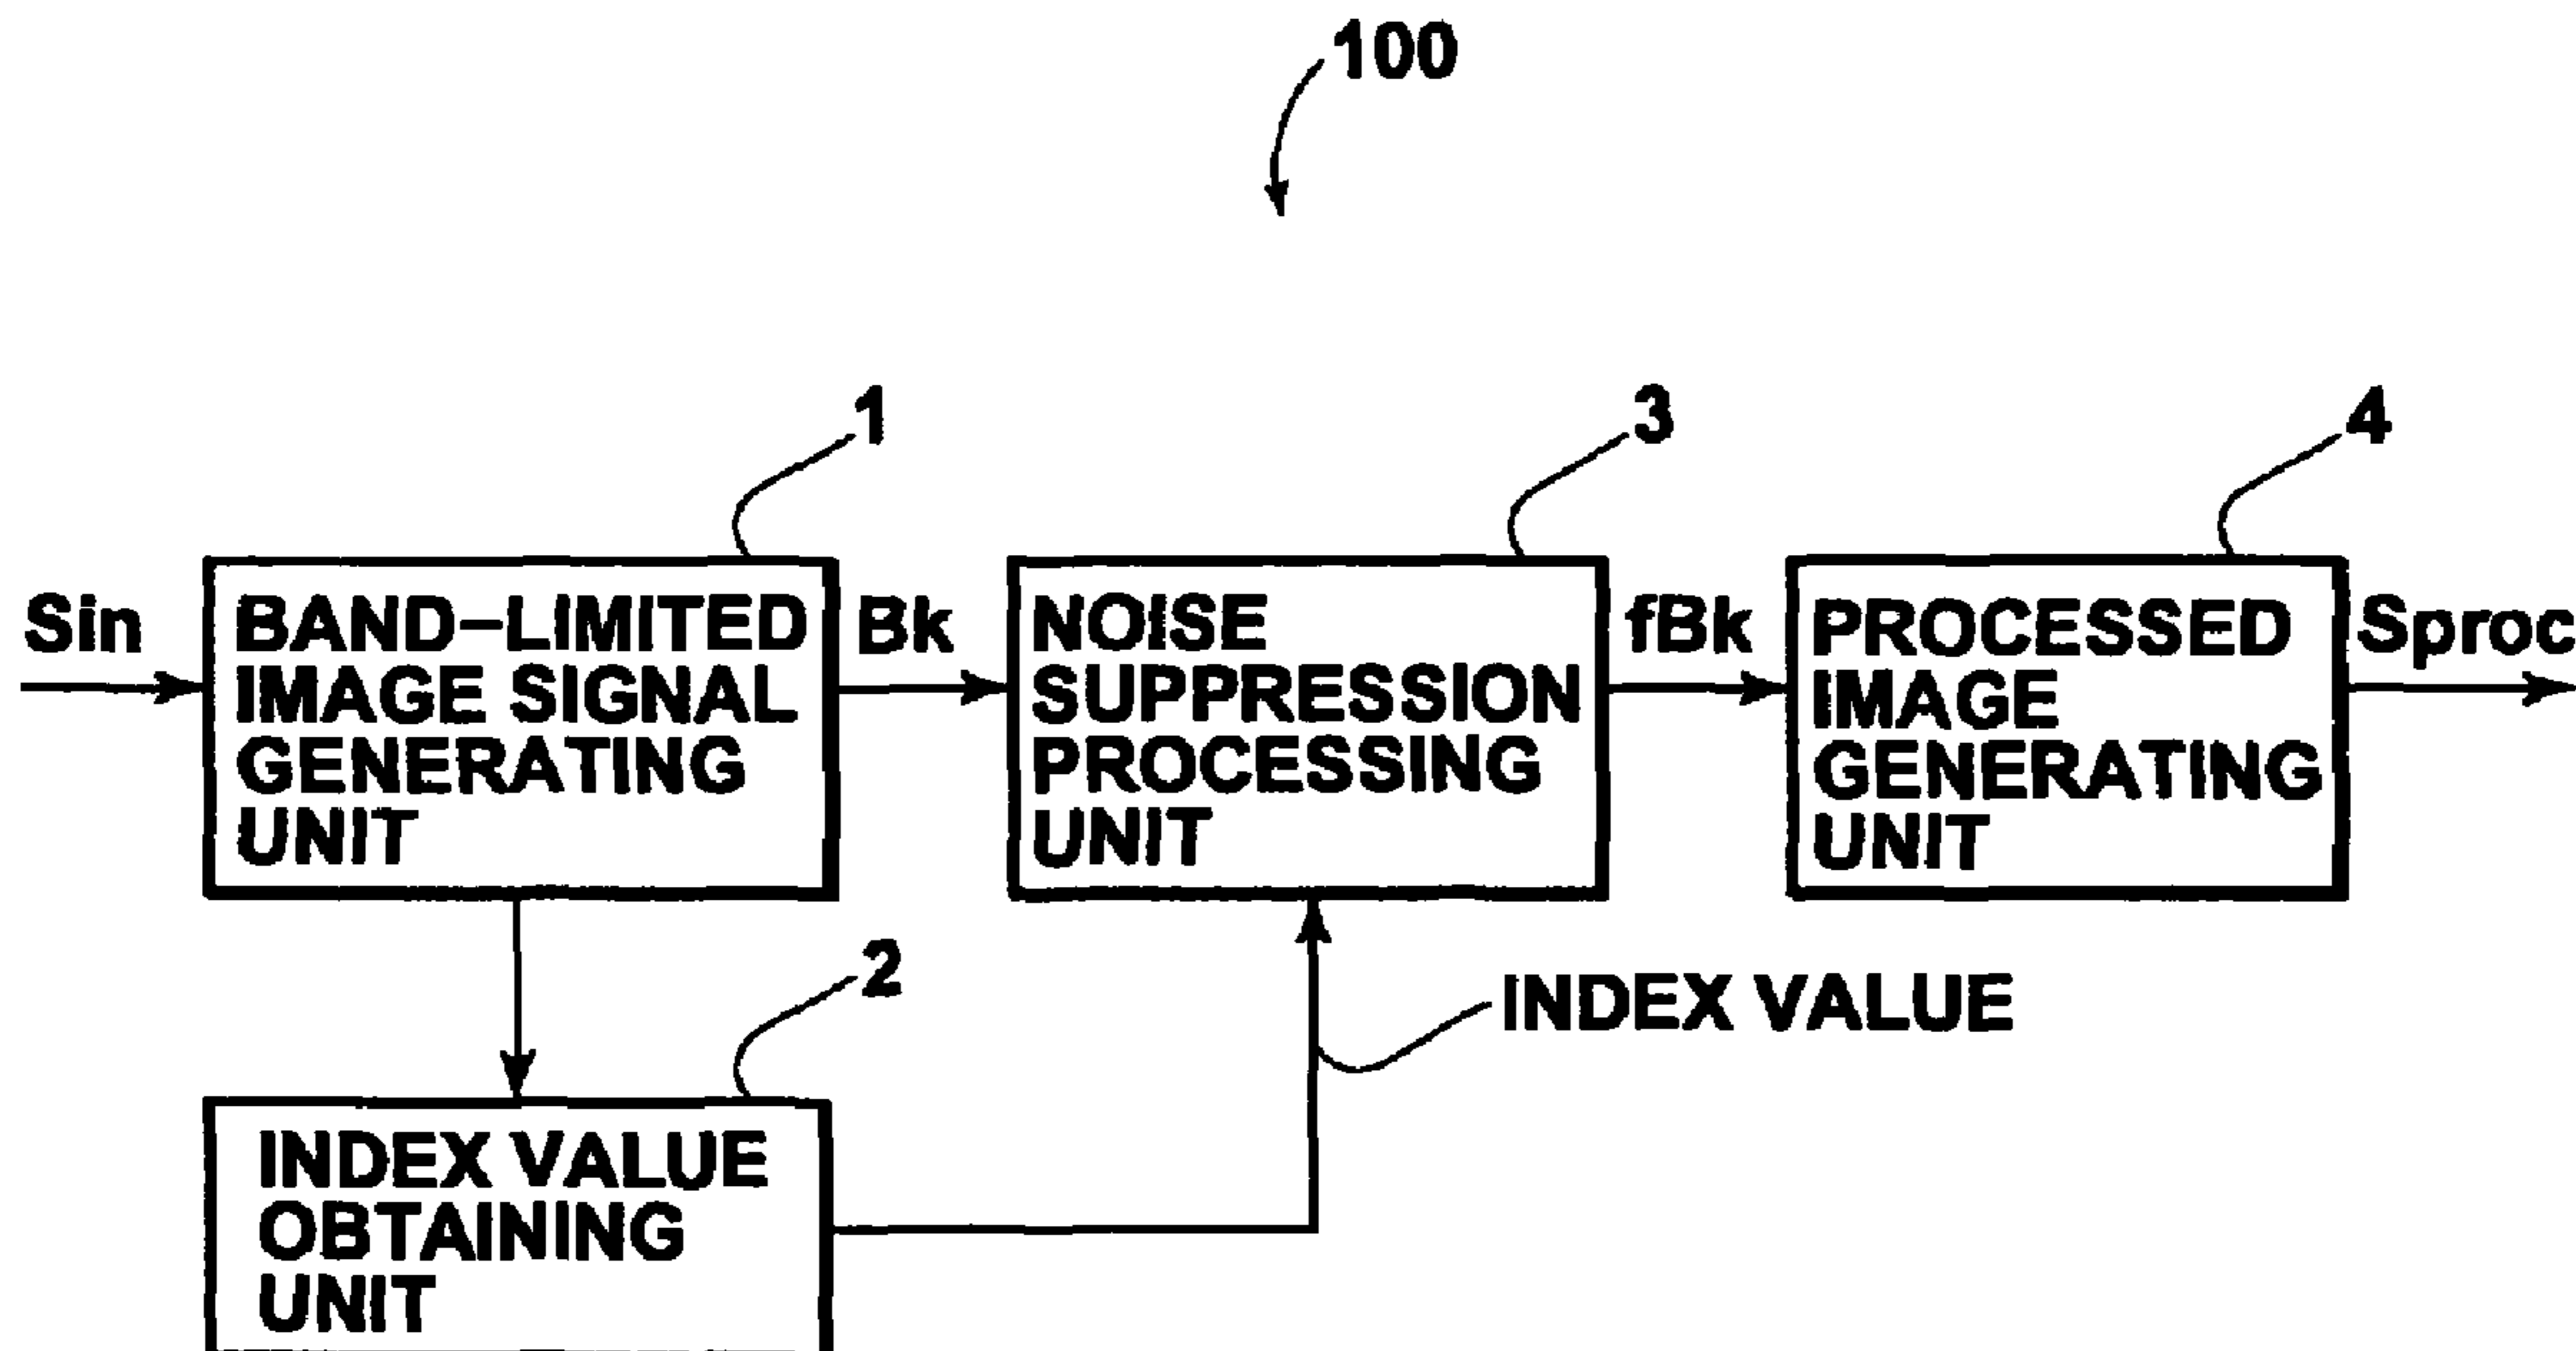 100
1
3
4
Sin
BAND-LIMITED
IMAGE SIGNAL
GENERATING
UNIT
Bk
NOISE
SUPPRESSION
PROCESSING
UNIT
fBk
PROCESSED
IMAGE
GENERATING
UNIT
Sproc
2
INDEX VALUE
INDEX VALUE
OBTAINING
UNIT